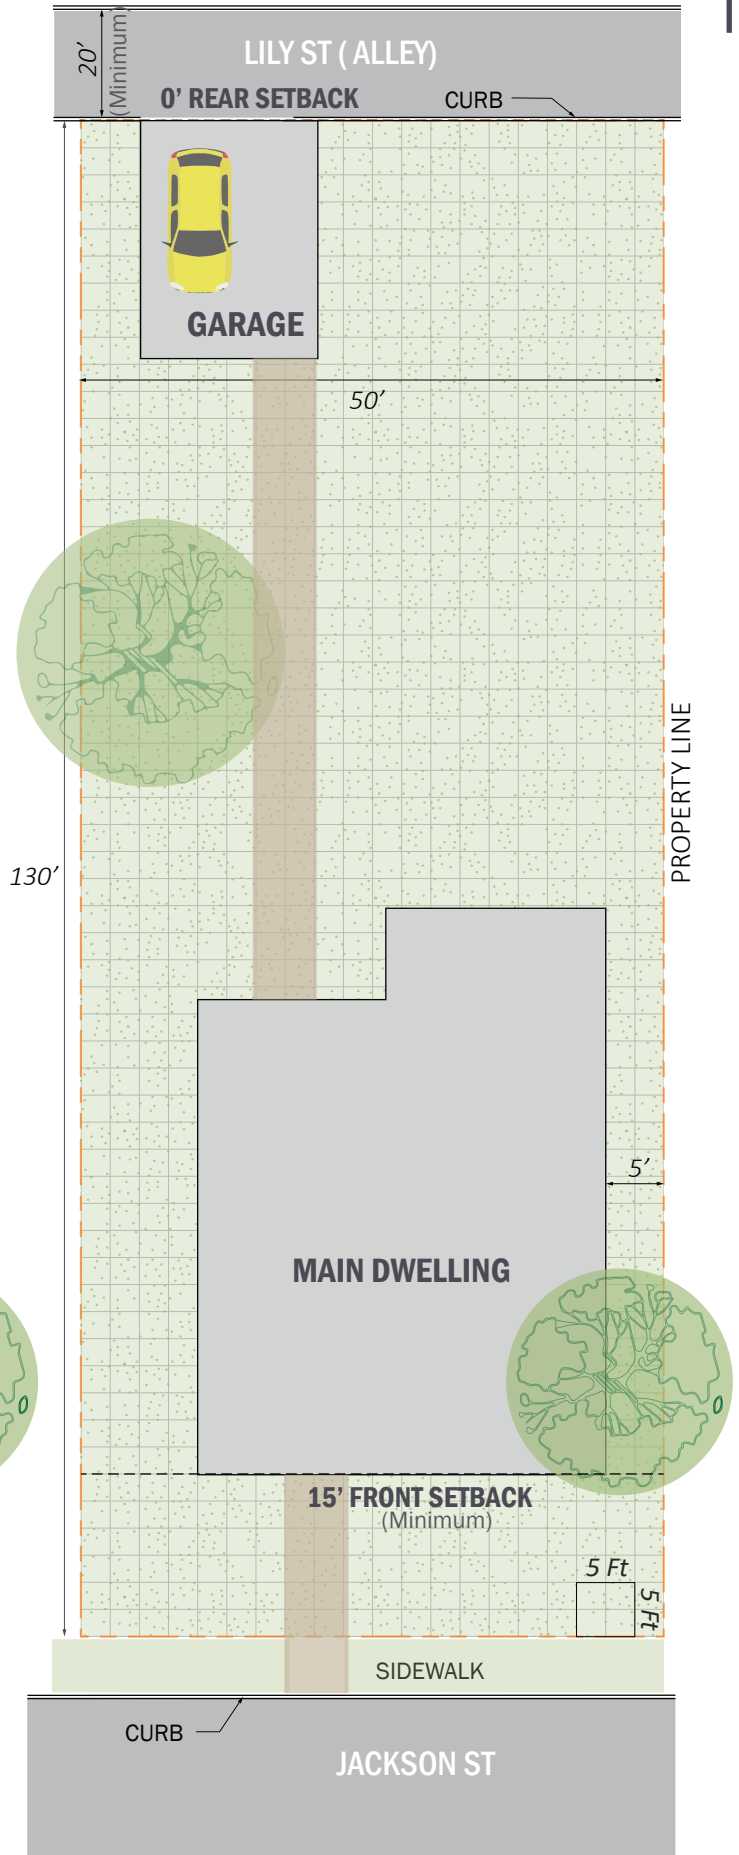 20’
(Minimum)
LILY ST ( ALLEY)
0’ REAR SETBACK
CURB
GARAGE
50’
PROPERTY LINE
130’
5’
MAIN DWELLING
15’ FRONT SETBACK
(Minimum)
5 Ft
5 Ft
SIDEWALK
CURB
JACKSON ST